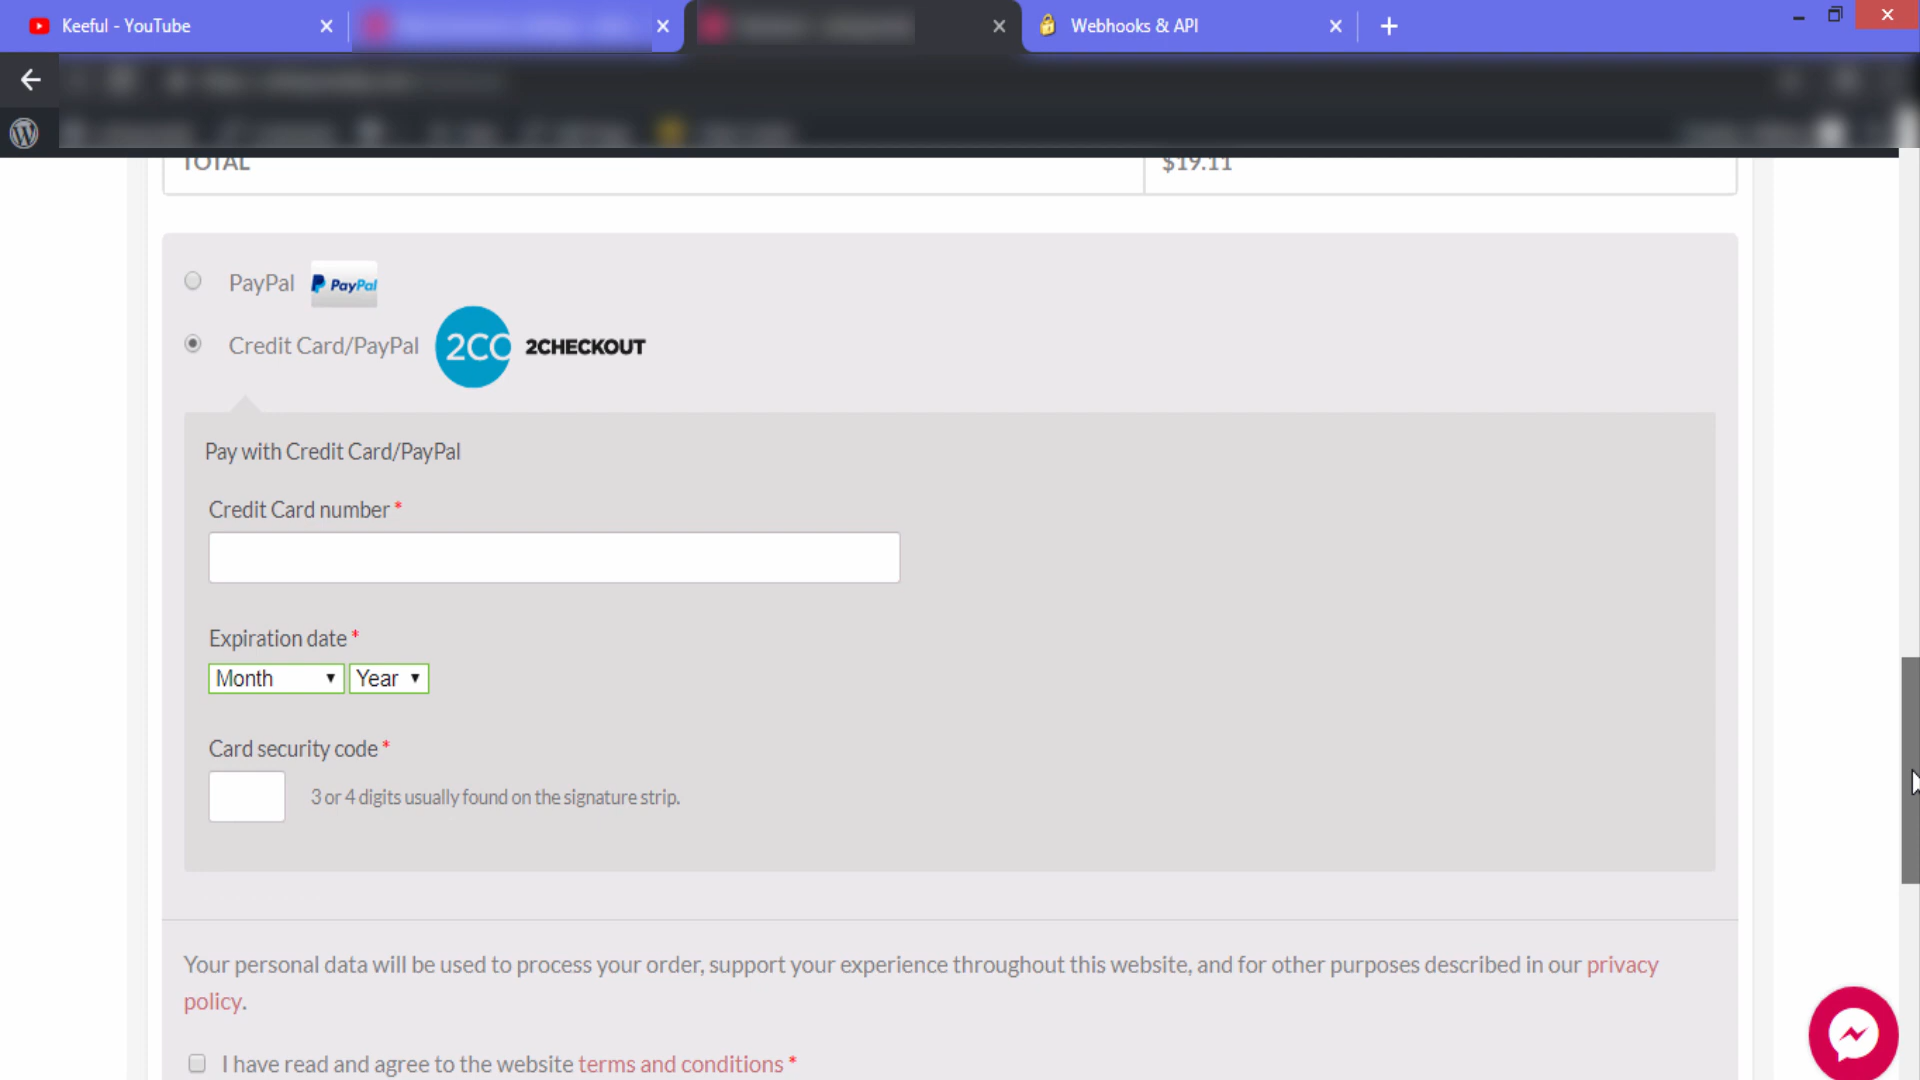 Keeful - YouTube
Webhooks & API
TOTAL $19.11
PayPal PayPal
Credit Card/PayPal 2CO 2CHECKOUT
Pay with Credit Card/PayPal
Credit Card number *
Expiration date *
Month Year
Card security code *
3 or 4 digits usually found on the signature strip.
Your personal data will be used to process your order, support your experience throughout this website, and for other purposes described in our privacy
policy.
I have read and agree to the website terms and conditions *